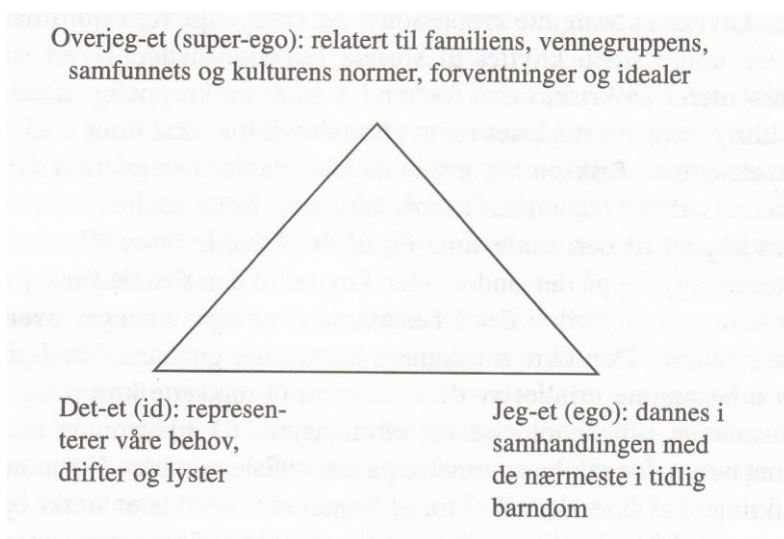 Overjeg-et (super-ego): relatert til familiens, vennegruppens,
samfunnets og kulturens normer, forventninger og idealer
Det-et (id): represen-
terer våre behov,
drifter og lyster
Jeg-et (ego): dannes i
samhandlingen med
de nærmeste i tidlig
barndom